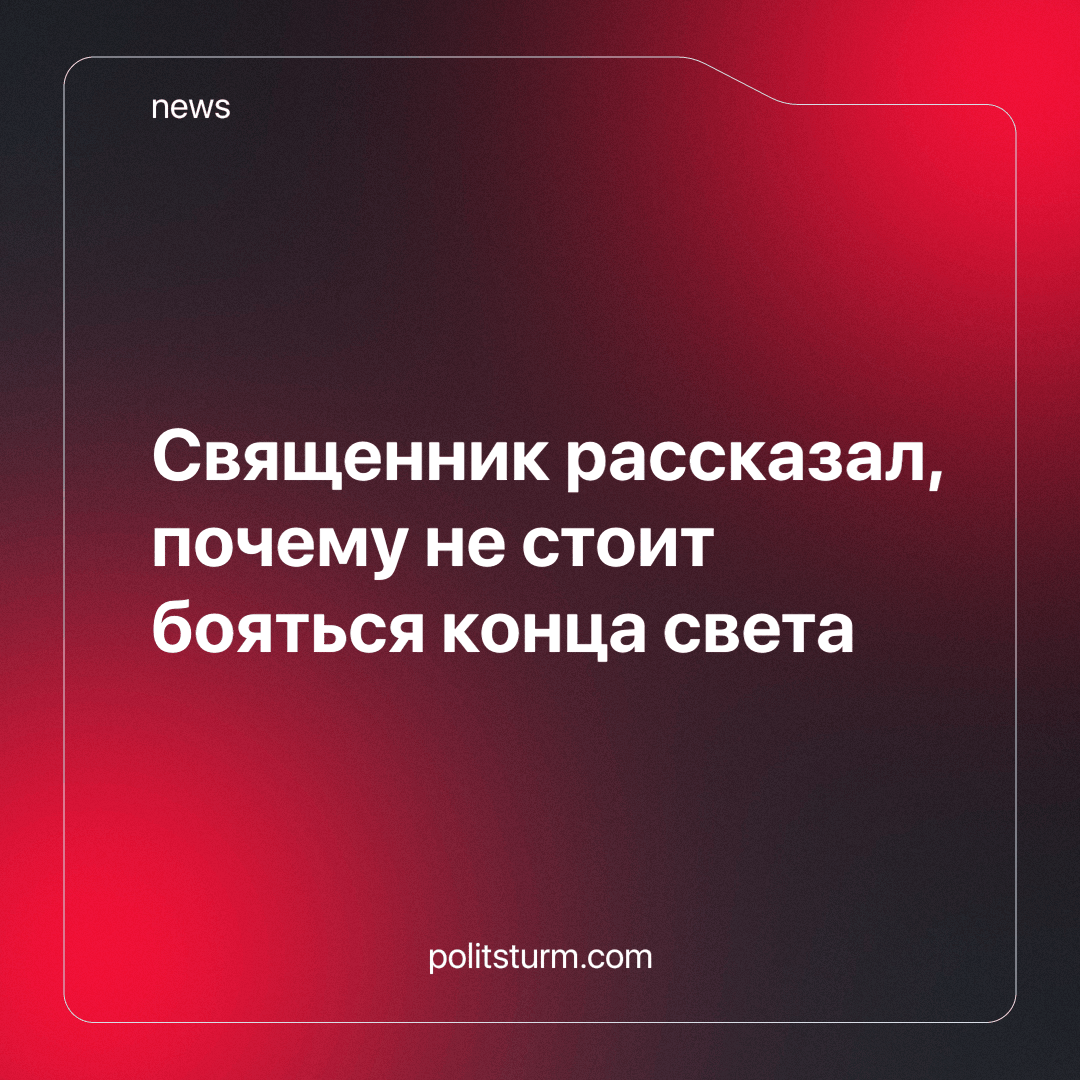 news
Священник рассказал,
почему не стоит
бояться конца света
politsturm.com